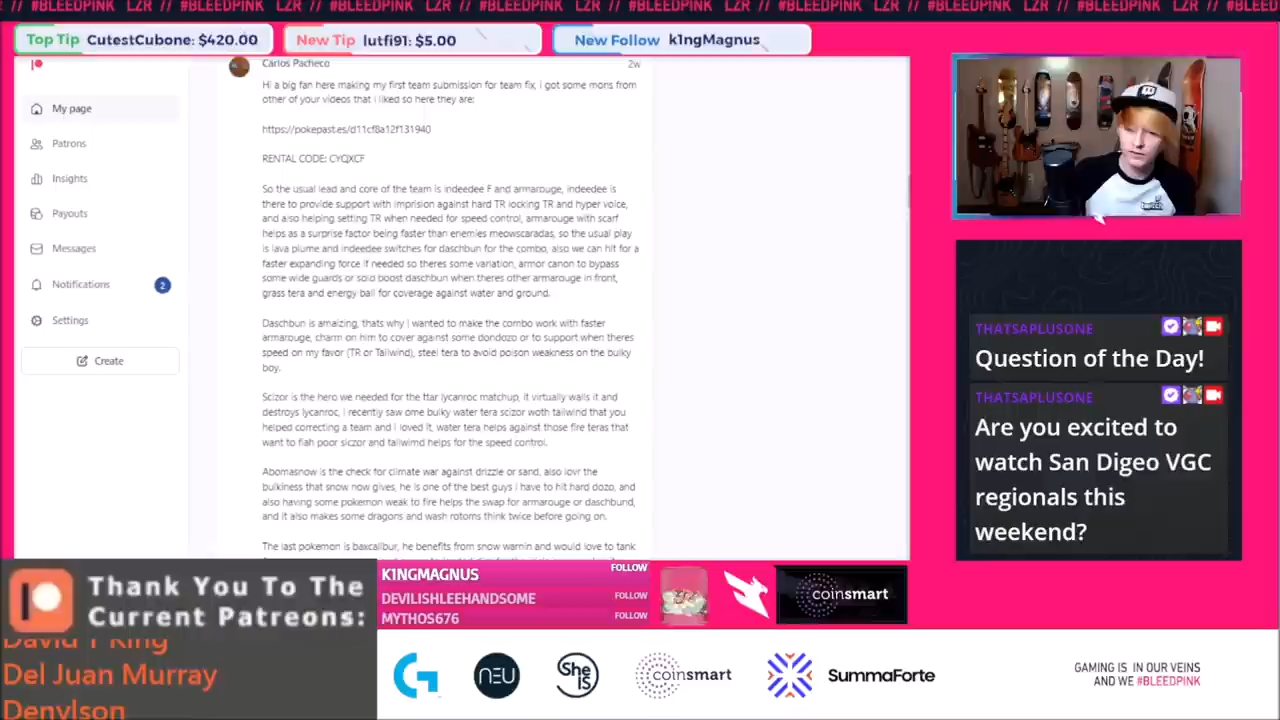 // #BLEEDPINK LZR // #BLEEDPINK LZR // #BLEEDPINK LZR // #BLEEDPINK LZR // #BLEEDPINK LZR // #BLEEDPINK LZR // #BLEEDPINK LZR // #BLEED
Top Tip CutestCubone: $420.00
New Tip lutfi91: $5.00
New Follow k1ngMagnus
My page
Patrons
Insights
Payouts
Messages
Notifications 2
Settings
Create
Carlos Pacheco 2w
Hi a big fan here making my first team submission for team fix, i got some mons from
other of your videos that i liked so here they are:
https://pokepast.es/d11cf8a12f131940
RENTAL CODE: CYQXCF
So the usual lead and core of the team is indeedee F and armarouge, indeedee is
there to provide support with imprision against hard TR locking TR and hyper voice,
and also helping setting TR when needed for speed control, armarouge with scarf
helps as a surprise factor being faster than enemies meowscaradas, so the usual play
is lava plume and indeedee switches for daschbun for the combo, also we can hit for a
faster expanding force if needed so theres some variation, armor canon to bypass
some wide guards or solo boost daschbun when theres other armarouge in front,
grass tera and energy ball for coverage against water and ground.
Daschbun is amaizing, thats why i wanted to make the combo work with faster
armarouge, charm on him to cover against some dondozo or to support when theres
speed on my favor (TR or Tailwind), steel tera to avoid poison weakness on the bulky
boy.
Scizor is the hero we needed for the ttar lycanroc matchup, it virtually walls it and
destroys lycanroc, i recently saw ome bulky water tera scizor woth tailwind that you
helped correcting a team and i loved it, water tera helps against those fire teras that
want to flah poor siczor and tailwimd helps for the speed control.
Abomasnow is the check for climate war against drizzle or sand, also lovr the
bulkiness that snow now gives, he is one of the best guys i have to hit hard dozo, and
also having some pokemon weak to fire helps the swap for armarouge or daschbund,
and it also makes some dragons and wash rotoms think twice before going on.
The last pokemon is baxcalibur, he benefits from snow warnin and would love to tank
THATSAPLUSONE
Question of the Day!
THATSAPLUSONE
Are you excited to
watch San Digeo VGC
regionals this
weekend?
Thank You To The
Current Patreons:
David T King
Del Juan Murray
Denylson
K1NGMAGNUS FOLLOW
DEVILISHLEEHANDSOME FOLLOW
MYTHOS676 FOLLOW
coinsmart
G
NEU
She IS
coinsmart
SummaForte
GAMING IS IN OUR VEINS
AND WE #BLEEDPINK